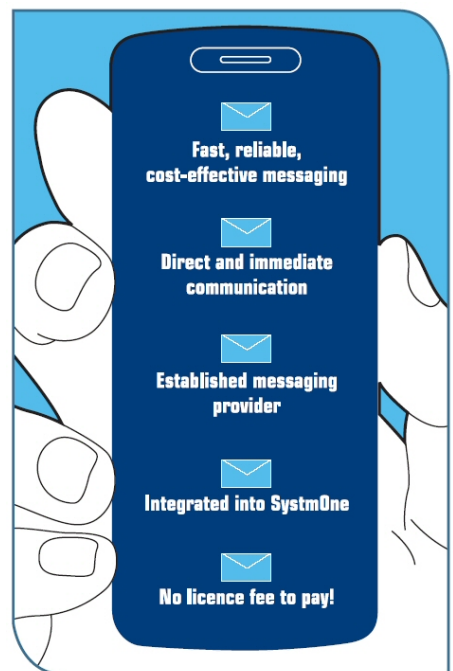 Fast, reliable,
cost-effective messaging
Direct and immediate
communication
Established messaging
provider
Integrated into SystmOne
No licence fee to pay!